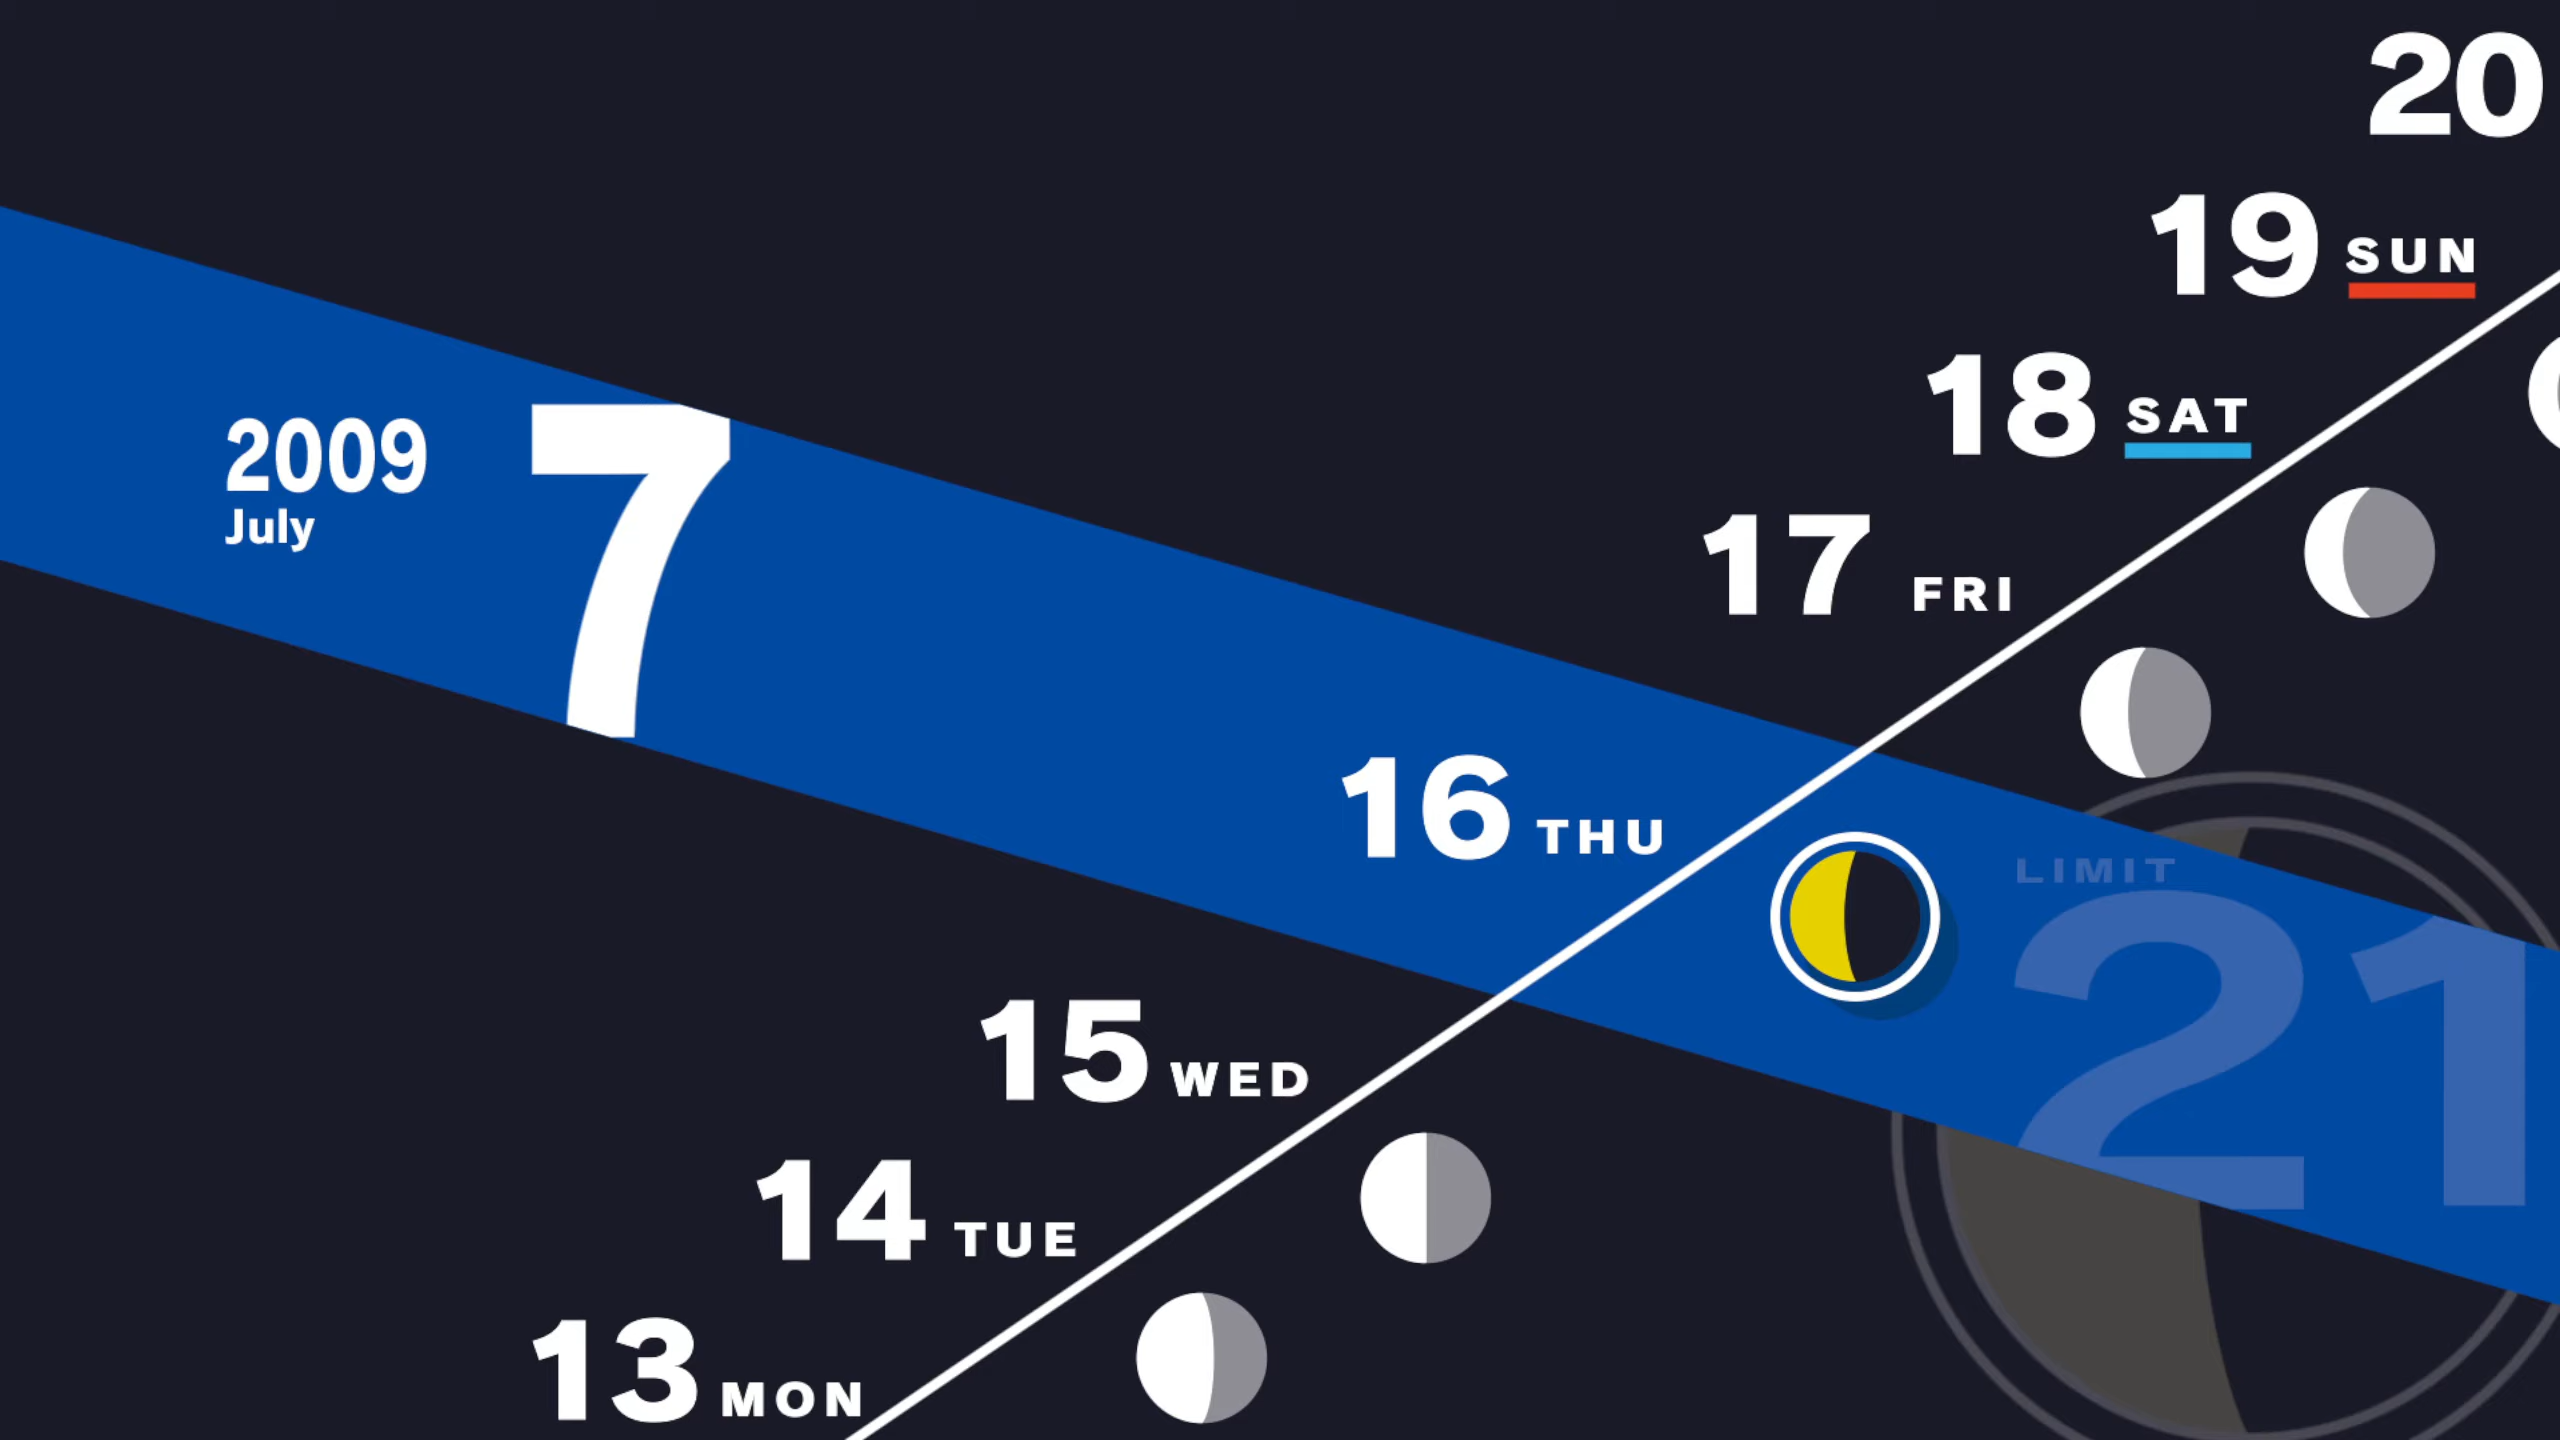 20
19 SUN
18 SAT
17 FRI
2009
July
7
16 THU
LIMIT
21
15 WED
14 TUE
13 MON